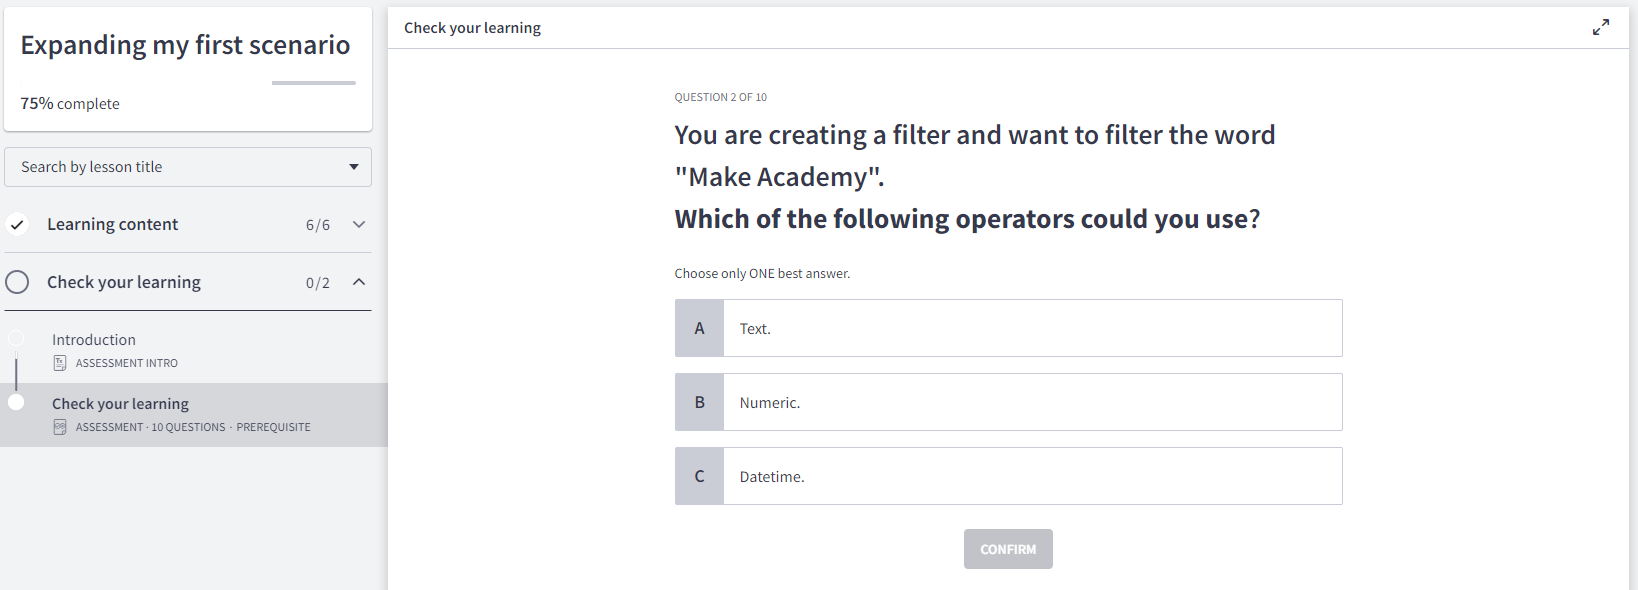 Expanding my first scenario
75% complete
Search by lesson title
Learning content 6/6
Check your learning 0/2
Introduction
ASSESSMENT INTRO
Check your learning
ASSESSMENT · 10 QUESTIONS · PREREQUISITE
Check your learning
QUESTION 2 OF 10
You are creating a filter and want to filter the word
"Make Academy".
Which of the following operators could you use?
Choose only ONE best answer.
A Text.
B Numeric.
C Datetime.
CONFIRM